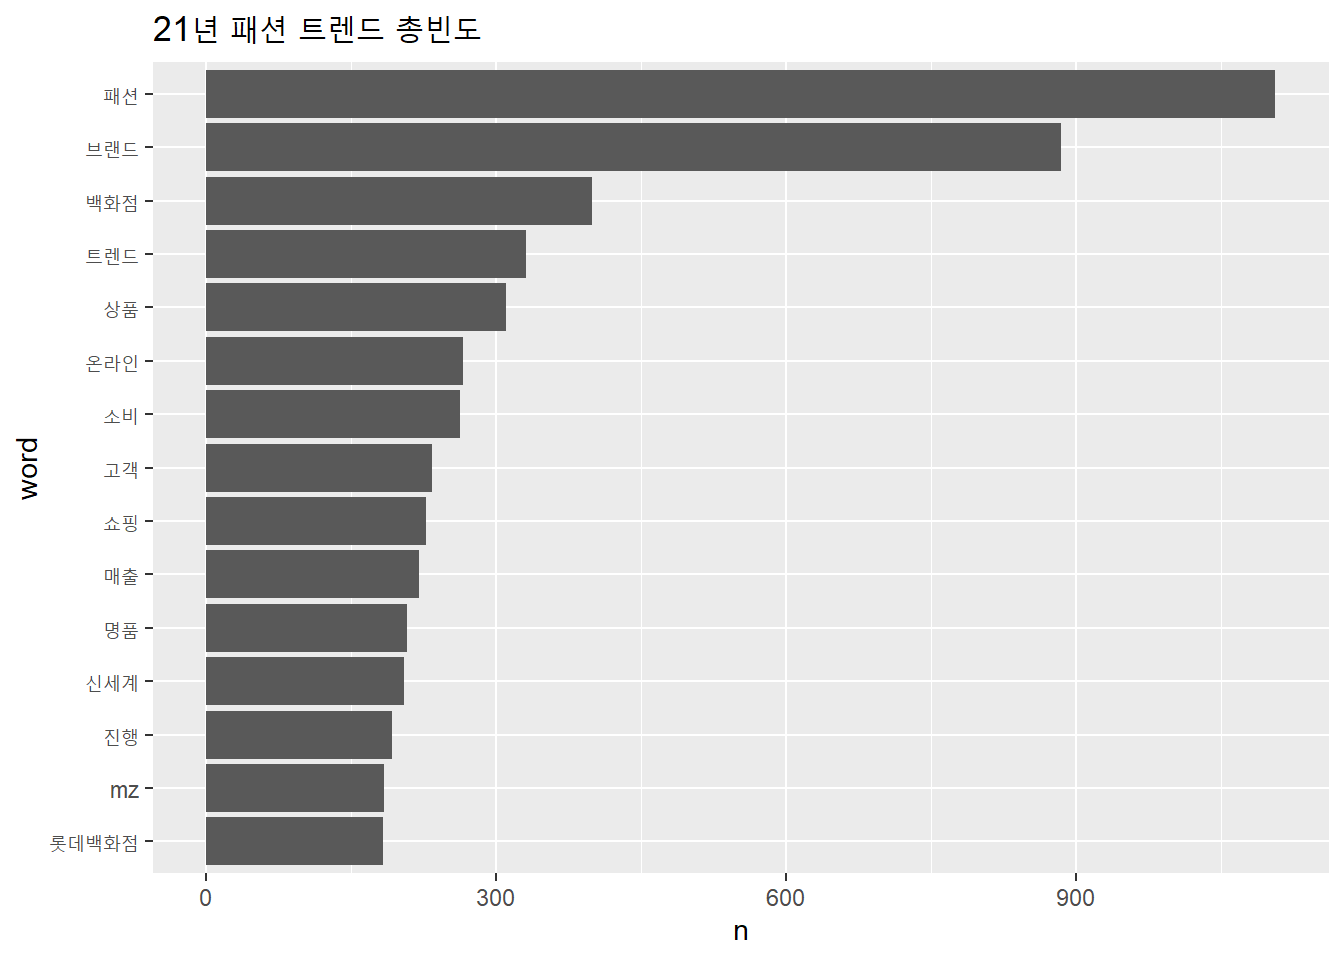 21년 패션 트렌드 총빈도
패션
브랜드
백화점
트렌드
상품
온라인
소비
고객
쇼핑
매출
명품
신세계
진행
mz
롯데백화점
word
0 300 600 900
n